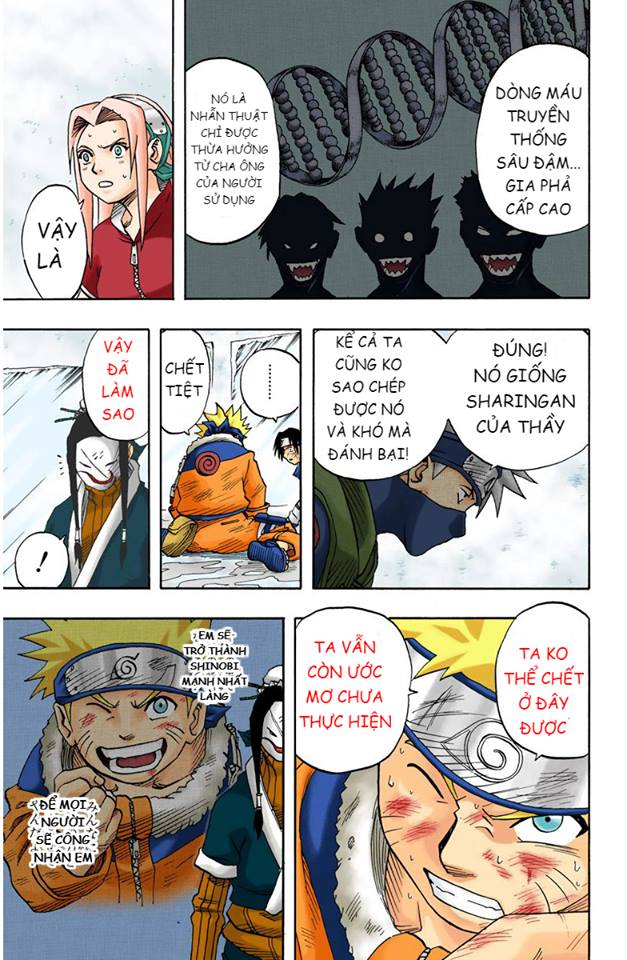 DÒNG MÁU
TRUYỀN
THỐNG
SÂU ĐẬM...
GIA PHẢ
CẤP CAO
NÓ LÀ
NHẪN THUẬT
CHỈ ĐƯỢC
THỪA HƯỞNG
TỪ CHA ÔNG
CỦA NGƯỜI
SỬ DỤNG
VẬY
LÀ
ĐÚNG!
NÓ GIỐNG
SHARINGAN
CỦA THẦY
KỂ CẢ TA
CŨNG KO
SAO CHÉP
ĐƯỢC NÓ
VÀ KHÓ MÀ
ĐÁNH BẠI!
.........
CHẾT
TIỆT
VẬY
ĐÃ
LÀM
SAO
!
TA KO
THỂ CHẾT
Ở ĐÂY
ĐƯỢC
TA VẪN
CÒN ƯỚC
MƠ CHƯA
THỰC HIỆN
EM SẼ
TRỞ THÀNH
SHINOBI
MẠNH NHẤT
LÀNG
ĐỂ MỌI
NGƯỜI
SẼ CÔNG
NHẬN EM